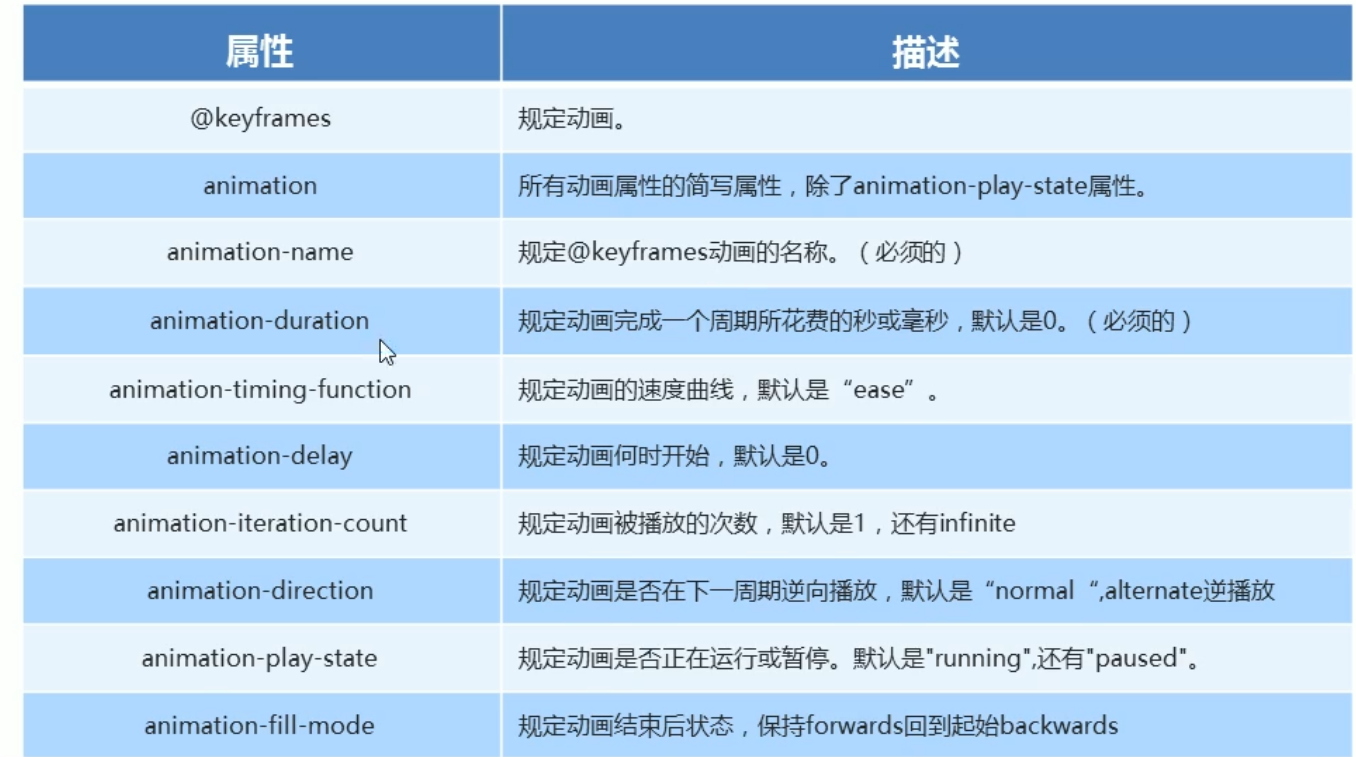 属性 描述
@keyframes 规定动画。
animation 所有动画属性的简写属性，除了animation-play-state属性。
animation-name 规定@keyframes动画的名称。（必须的）
animation-duration 规定动画完成一个周期所花费的秒或毫秒，默认是0。（必须的）
animation-timing-function 规定动画的速度曲线，默认是“ease”。
animation-delay 规定动画何时开始，默认是0。
animation-iteration-count 规定动画被播放的次数，默认是1，还有infinite
animation-direction 规定动画是否在下一周期逆向播放，默认是“normal“,alternate逆播放
animation-play-state 规定动画是否正在运行或暂停。默认是"running",还有"paused"。
animation-fill-mode 规定动画结束后状态，保持forwards回到起始backwards